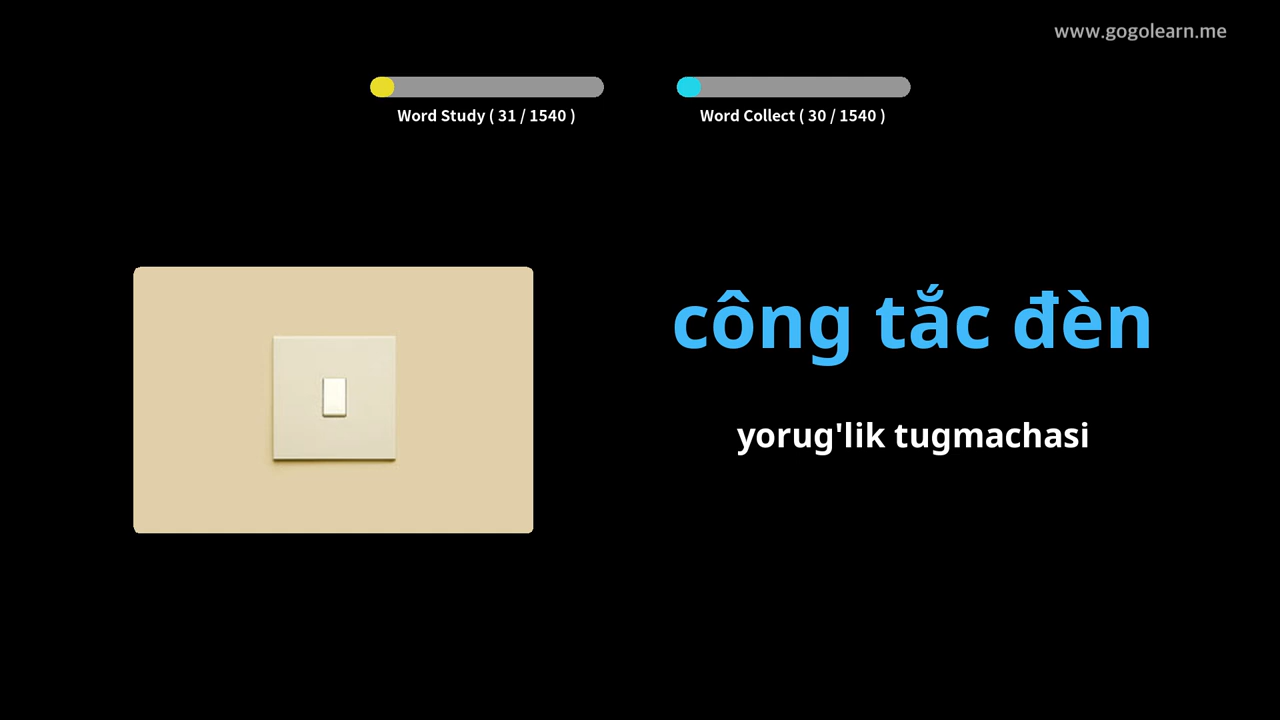 www.gogolearn.me
Word Study ( 31 / 1540 )
Word Collect ( 30 / 1540 )
công tắc đèn
yorug'lik tugmachasi